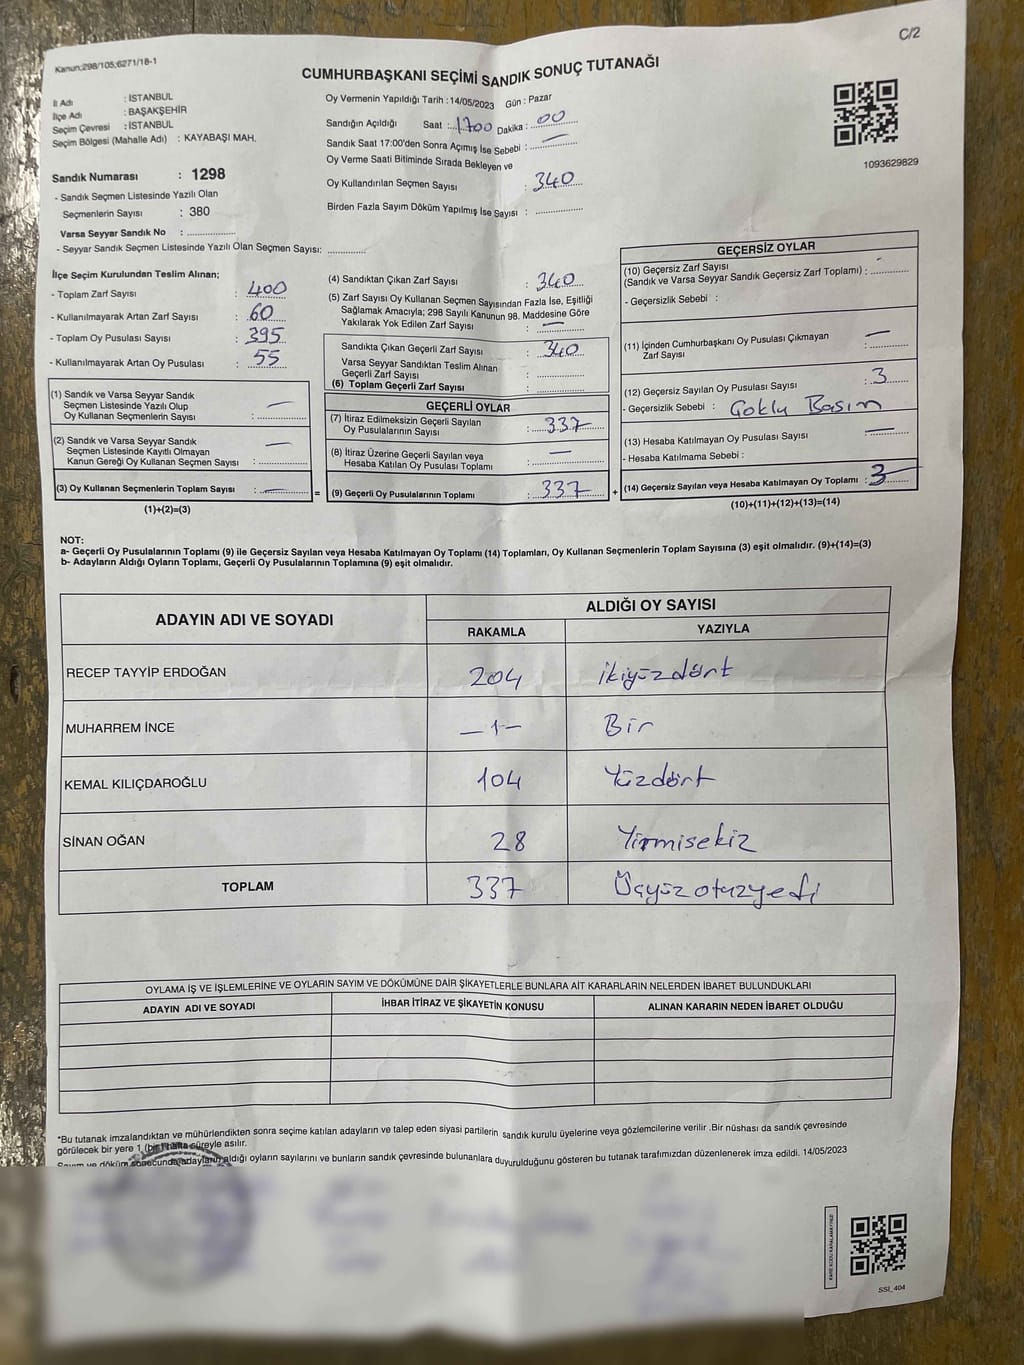 C/2
Kanun:298/105;6271/18-1
CUMHURBAŞKANI SEÇİMİ SANDIK SONUÇ TUTANAĞI
İl Adı : İSTANBUL
İlçe Adı : BAŞAKŞEHİR
Seçim Çevresi : İSTANBUL
Seçim Bölgesi (Mahalle Adı) : KAYABAŞI MAH.
Sandık Numarası : 1298
- Sandık Seçmen Listesinde Yazılı Olan
Seçmenlerin Sayısı : 380
Varsa Seyyar Sandık No : ..................
- Seyyar Sandık Seçmen Listesinde Yazılı Olan Seçmen Sayısı: ..............
Oy Vermenin Yapıldığı Tarih : 14/05/2023 Gün : Pazar
Sandığın Açıldığı Saat : 1700 Dakika : 00
Sandık Saat 17:00'den Sonra Açımış İse Sebebi : —
Oy Verme Saati Bitiminde Sırada Bekleyen ve
Oy Kullandırılan Seçmen Sayısı : 340
Birden Fazla Sayım Döküm Yapılmış İse Sayısı : ..................
1093629829
İlçe Seçim Kurulundan Teslim Alınan;
- Toplam Zarf Sayısı : 400
- Kullanılmayarak Artan Zarf Sayısı : 60
- Toplam Oy Pusulası Sayısı : 395
- Kullanılmayarak Artan Oy Pusulası : 55
(1) Sandık ve Varsa Seyyar Sandık
Seçmen Listesinde Yazılı Olup
Oy Kullanan Seçmenlerin Sayısı : —
(2) Sandık ve Varsa Seyyar Sandık
Seçmen Listesinde Kayıtlı Olmayan
Kanun Gereği Oy Kullanan Seçmen Sayısı : —
(3) Oy Kullanan Seçmenlerin Toplam Sayısı : —
(1)+(2)=(3)
=
(4) Sandıktan Çıkan Zarf Sayısı : 340
(5) Zarf Sayısı Oy Kullanan Seçmen Sayısından Fazla İse, Eşitliği
Sağlamak Amacıyla; 298 Sayılı Kanunun 98. Maddesine Göre
Yakılarak Yok Edilen Zarf Sayısı : —
Sandıkta Çıkan Geçerli Zarf Sayısı : 340
Varsa Seyyar Sandıktan Teslim Alınan
Geçerli Zarf Sayısı : ..............
(6) Toplam Geçerli Zarf Sayısı : ..............
GEÇERLİ OYLAR
(7) İtiraz Edilmeksizin Geçerli Sayılan
Oy Pusulalarının Sayısı : 337
(8) İtiraz Üzerine Geçerli Sayılan veya
Hesaba Katılan Oy Pusulası Toplamı : —
(9) Geçerli Oy Pusulalarının Toplamı : 337
+
GEÇERSİZ OYLAR
(10) Geçersiz Zarf Sayısı
(Sandık ve Varsa Seyyar Sandık Geçersiz Zarf Toplamı) : ..............
- Geçersizlik Sebebi :
(11) İçinden Cumhurbaşkanı Oy Pusulası Çıkmayan
Zarf Sayısı : —
(12) Geçersiz Sayılan Oy Pusulası Sayısı : 3
- Geçersizlik Sebebi : Goklu Basım
(13) Hesaba Katılmayan Oy Pusulası Sayısı : —
- Hesaba Katılmama Sebebi :
(14) Geçersiz Sayılan veya Hesaba Katılmayan Oy Toplamı : 3
(10)+(11)+(12)+(13)=(14)
NOT:
a- Geçerli Oy Pusulalarının Toplamı (9) ile Geçersiz Sayılan veya Hesaba Katılmayan Oy Toplamı (14) Toplamları, Oy Kullanan Seçmenlerin Toplam Sayısına (3) eşit olmalıdır. (9)+(14)=(3)
b- Adayların Aldığı Oyların Toplamı, Geçerli Oy Pusulalarının Toplamına (9) eşit olmalıdır.
ADAYIN ADI VE SOYADI ALDIĞI OY SAYISI
RAKAMLA YAZIYLA
RECEP TAYYİP ERDOĞAN 204 ikiyüzdört
MUHARREM İNCE —1— Bir
KEMAL KILIÇDAROĞLU 104 Yüzdört
SİNAN OĞAN 28 Yirmisekiz
TOPLAM 337 Üçyüzotuzyedi
OYLAMA İŞ VE İŞLEMLERİNE VE OYLARIN SAYIM VE DÖKÜMÜNE DAİR ŞİKAYETLERLE BUNLARA AİT KARARLARIN NELERDEN İBARET BULUNDUKLARI
ADAYIN ADI VE SOYADI İHBAR İTİRAZ VE ŞİKAYETİN KONUSU ALINAN KARARIN NEDEN İBARET OLDUĞU
*Bu tutanak imzalandıktan ve mühürlendikten sonra seçime katılan adayların ve talep eden siyasi partilerin sandık kurulu üyelerine veya gözlemcilerine verilir .Bir nüshası da sandık çevresinde
görülecek bir yere 1 (bir) hafta süreyle asılır.
Sayım ve döküm sonucunda adayların aldığı oyların sayılarını ve bunların sandık çevresinde bulunanlara duyurulduğunu gösteren bu tutanak tarafımızdan düzenlenerek imza edildi. 14/05/2023
KARE KODU KARALAMAYINIZ!
SSI_404